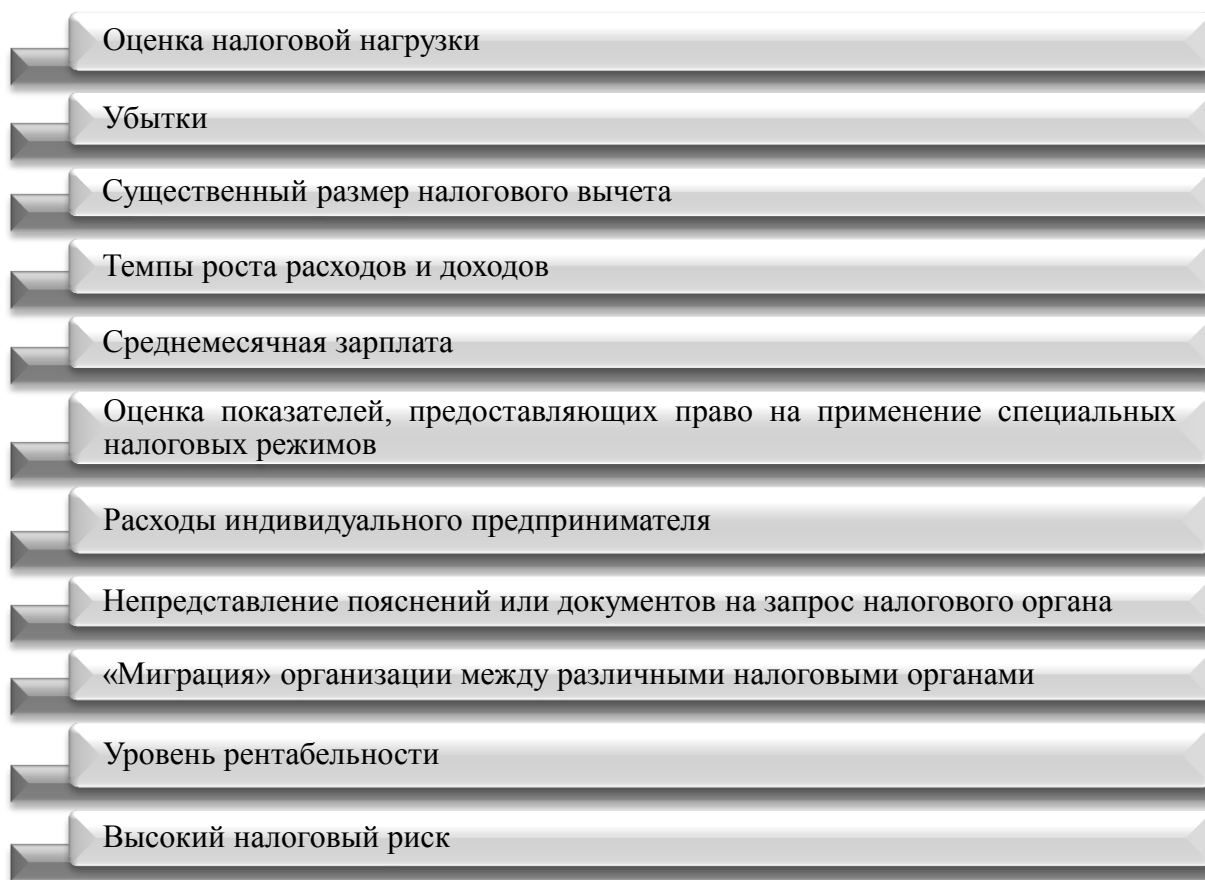 Оценка налоговой нагрузки
Убытки
Существенный размер налогового вычета
Темпы роста расходов и доходов
Среднемесячная зарплата
Оценка показателей, предоставляющих право на применение специальных
налоговых режимов
Расходы индивидуального предпринимателя
Непредставление пояснений или документов на запрос налогового органа
«Миграция» организации между различными налоговыми органами
Уровень рентабельности
Высокий налоговый риск